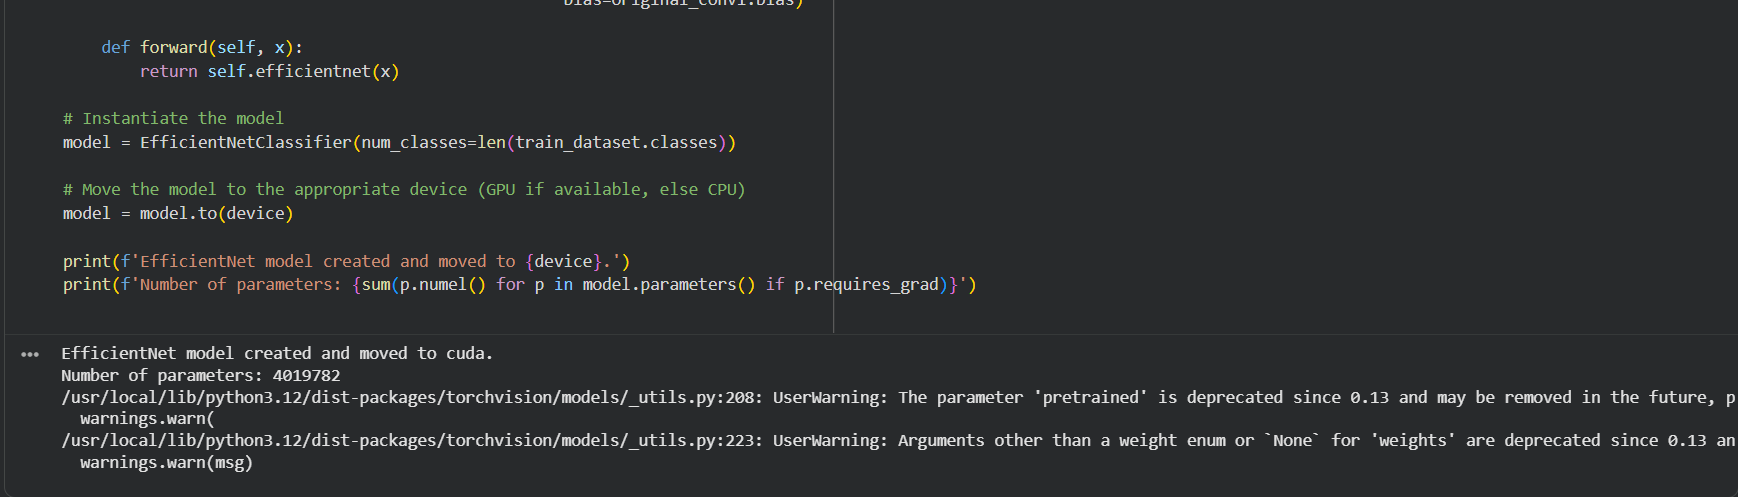 bias=original_conv1.bias)
def forward(self, x):
return self.efficientnet(x)
# Instantiate the model
model = EfficientNetClassifier(num_classes=len(train_dataset.classes))
# Move the model to the appropriate device (GPU if available, else CPU)
model = model.to(device)
print(f'EfficientNet model created and moved to {device}.')
print(f'Number of parameters: {sum(p.numel() for p in model.parameters() if p.requires_grad)}')
EfficientNet model created and moved to cuda.
Number of parameters: 4019782
/usr/local/lib/python3.12/dist-packages/torchvision/models/_utils.py:208: UserWarning: The parameter 'pretrained' is deprecated since 0.13 and may be removed in the future, p
warnings.warn(
/usr/local/lib/python3.12/dist-packages/torchvision/models/_utils.py:223: UserWarning: Arguments other than a weight enum or `None` for 'weights' are deprecated since 0.13 an
warnings.warn(msg)